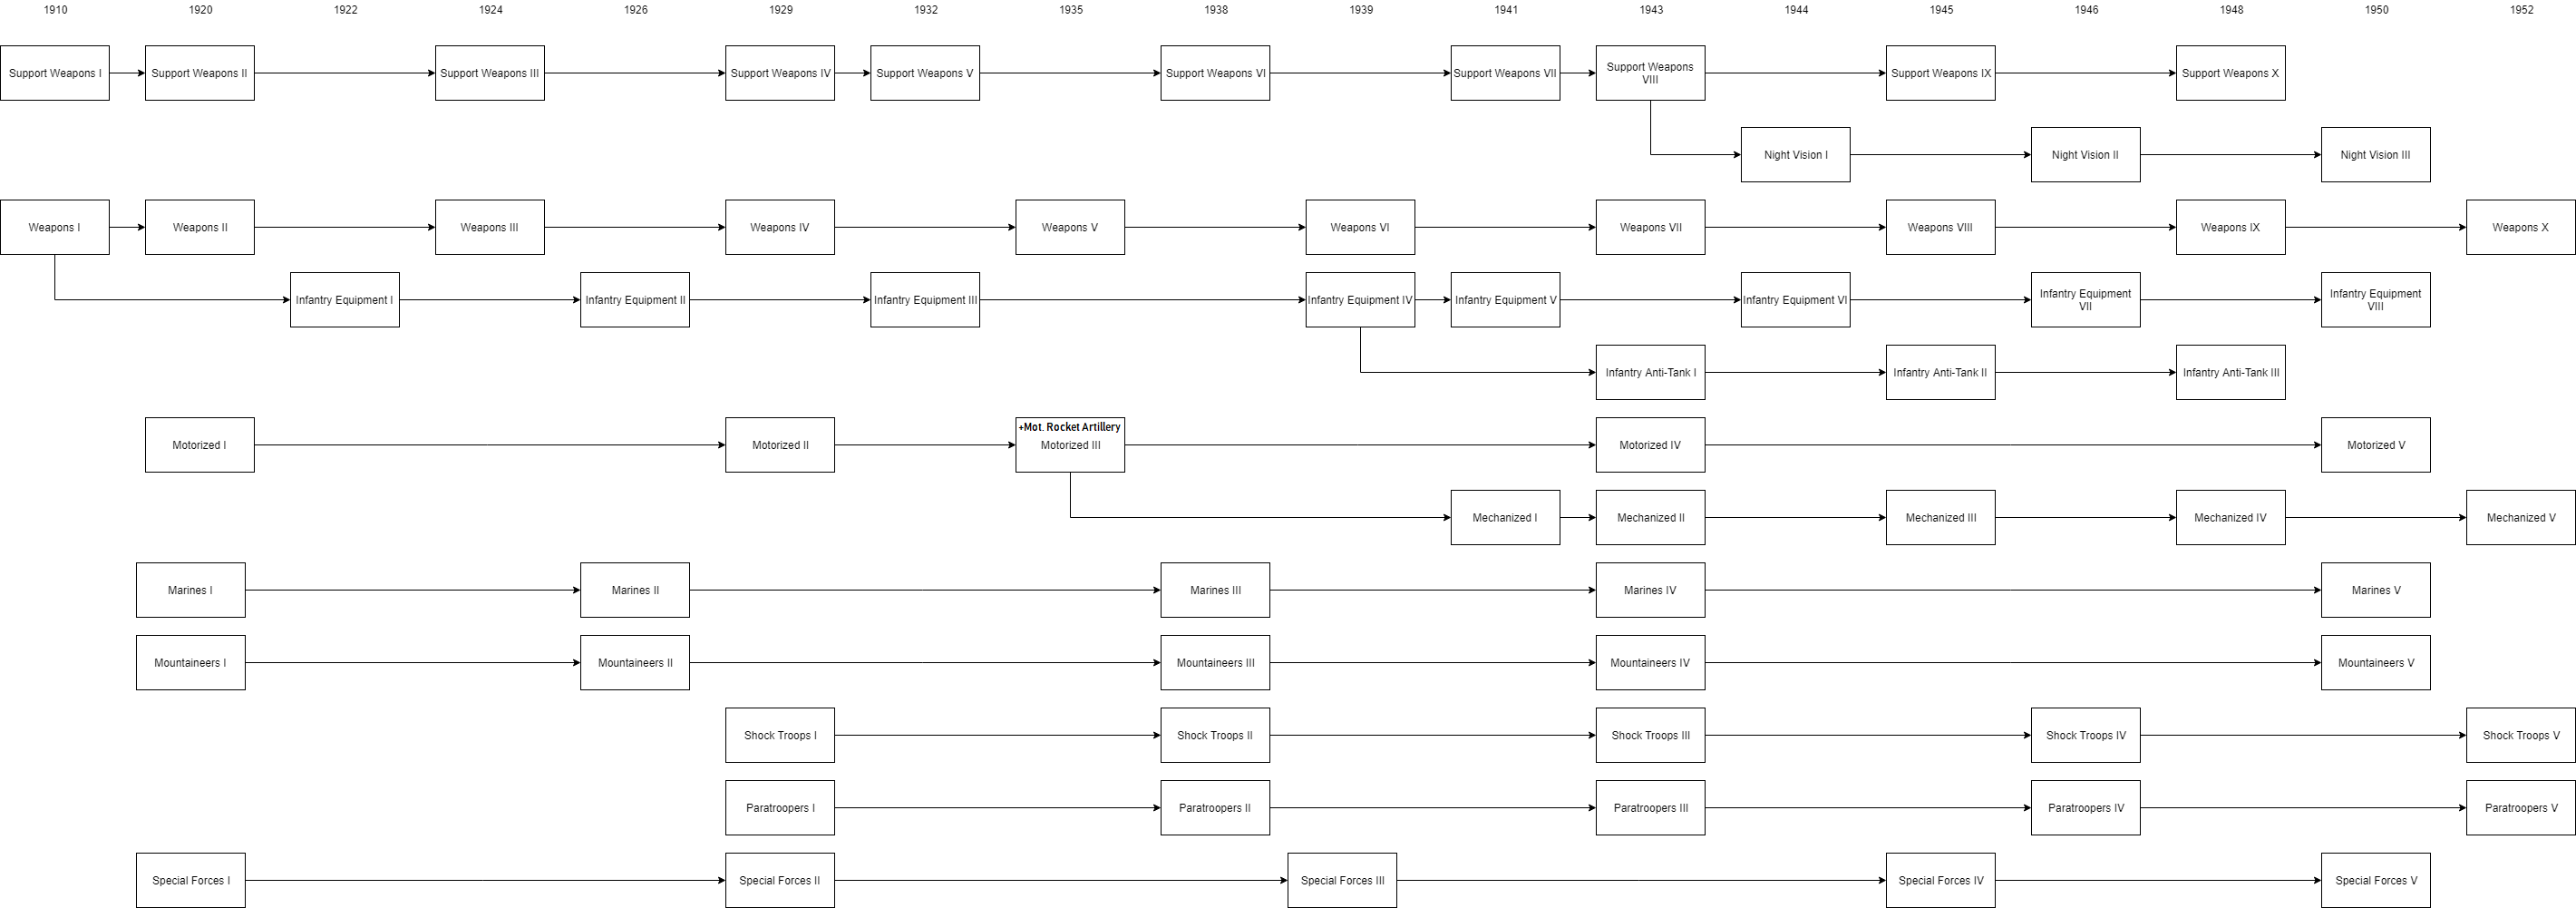 1910 1920 1922 1924 1926 1929 1932 1935 1938 1939 1941 1943 1944 1945 1946 1948 1950 1952
Support Weapons I Support Weapons II Support Weapons III Support Weapons IV Support Weapons V Support Weapons VI Support Weapons VII Support Weapons VIII Support Weapons IX Support Weapons X
Night Vision I Night Vision II Night Vision III
Weapons I Weapons II Weapons III Weapons IV Weapons V Weapons VI Weapons VII Weapons VIII Weapons IX Weapons X
Infantry Equipment I Infantry Equipment II Infantry Equipment III Infantry Equipment IV Infantry Equipment V Infantry Equipment VI Infantry Equipment VII Infantry Equipment VIII
Infantry Anti-Tank I Infantry Anti-Tank II Infantry Anti-Tank III
+Mot. Rocket Artillery
Motorized I Motorized II Motorized III Motorized IV Motorized V
Mechanized I Mechanized II Mechanized III Mechanized IV Mechanized V
Marines I Marines II Marines III Marines IV Marines V
Mountaineers I Mountaineers II Mountaineers III Mountaineers IV Mountaineers V
Shock Troops I Shock Troops II Shock Troops III Shock Troops IV Shock Troops V
Paratroopers I Paratroopers II Paratroopers III Paratroopers IV Paratroopers V
Special Forces I Special Forces II Special Forces III Special Forces IV Special Forces V